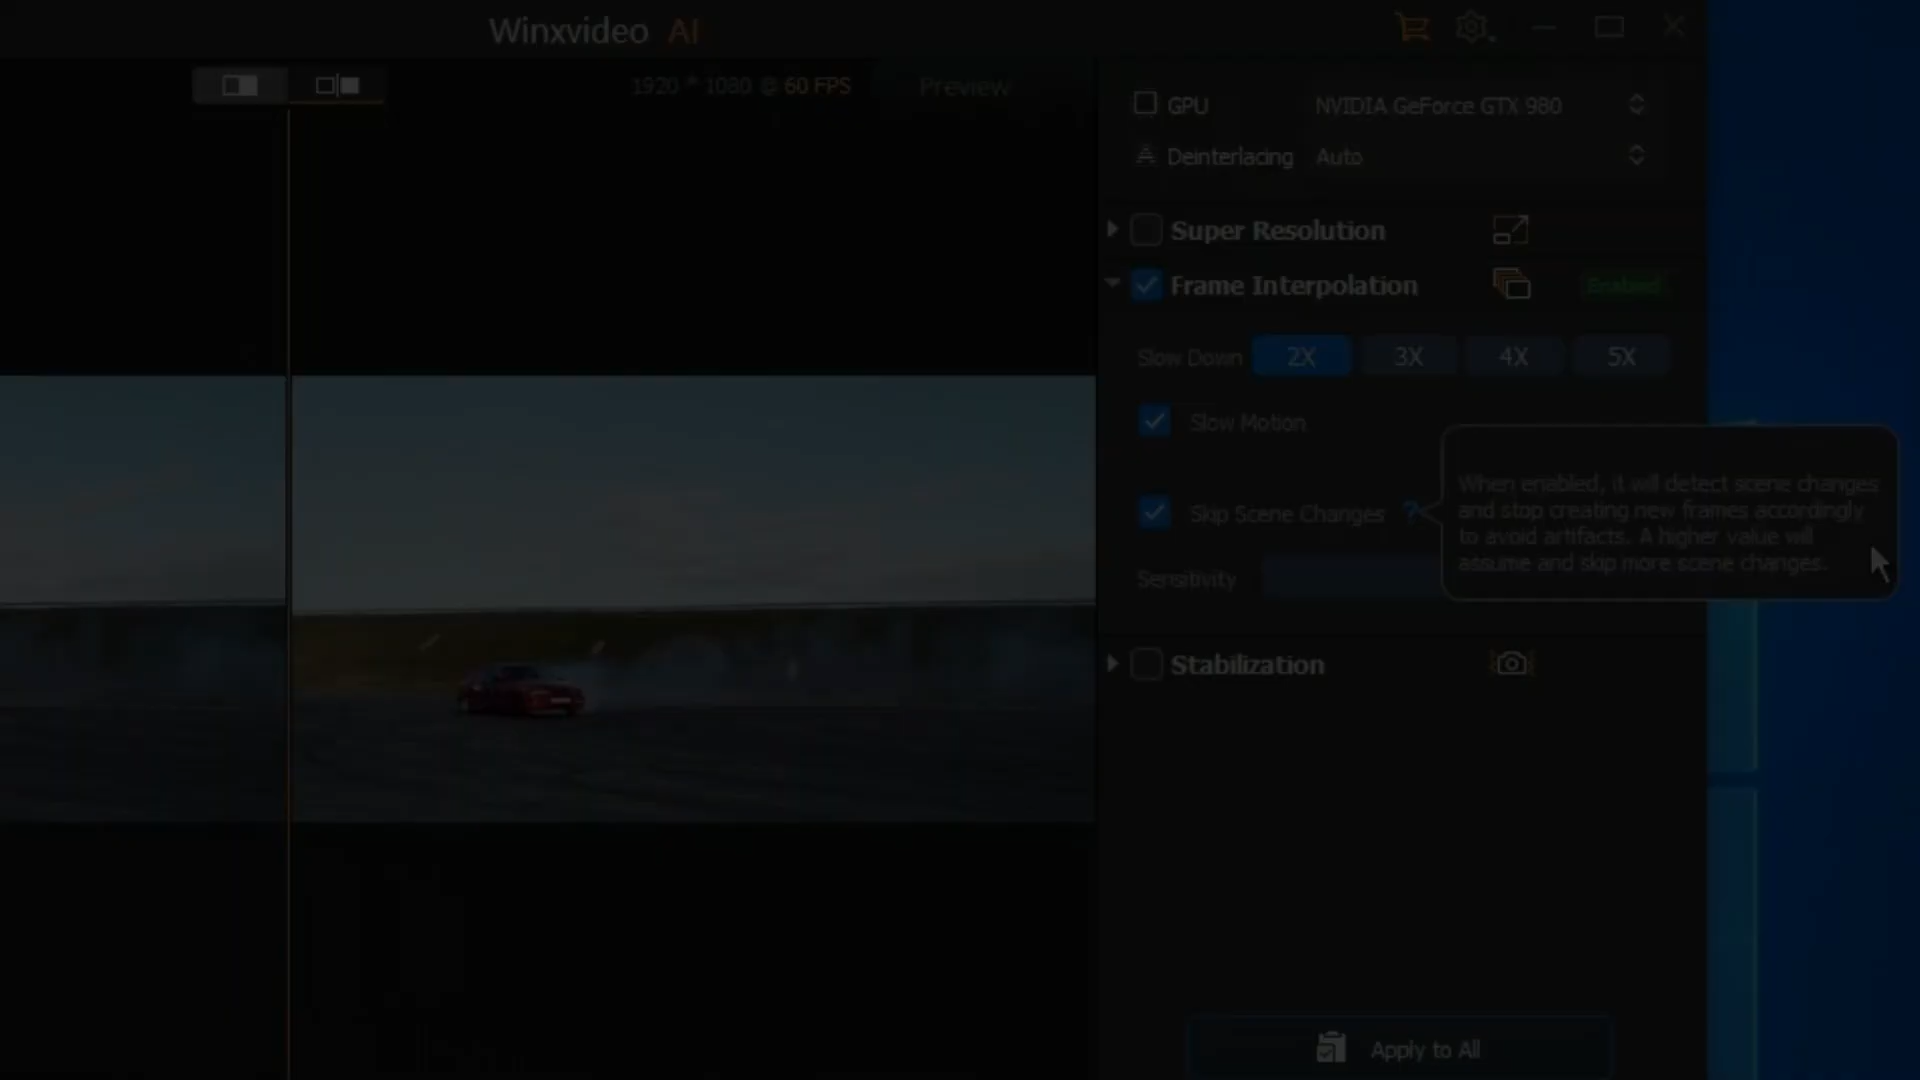 Winxvideo AI
1920 * 1080 @ 60 FPS
Preview
GPU
NVIDIA GeForce GTX 980
Deinterlacing
Auto
Super Resolution
Frame Interpolation
Enabled
Slow Down
2X
3X
4X
5X
Slow Motion
Skip Scene Changes
?
When enabled, it will detect scene changes
and stop creating new frames accordingly
to avoid artifacts. A higher value will
assume and skip more scene changes.
Sensitivity
Stabilization
Apply to All